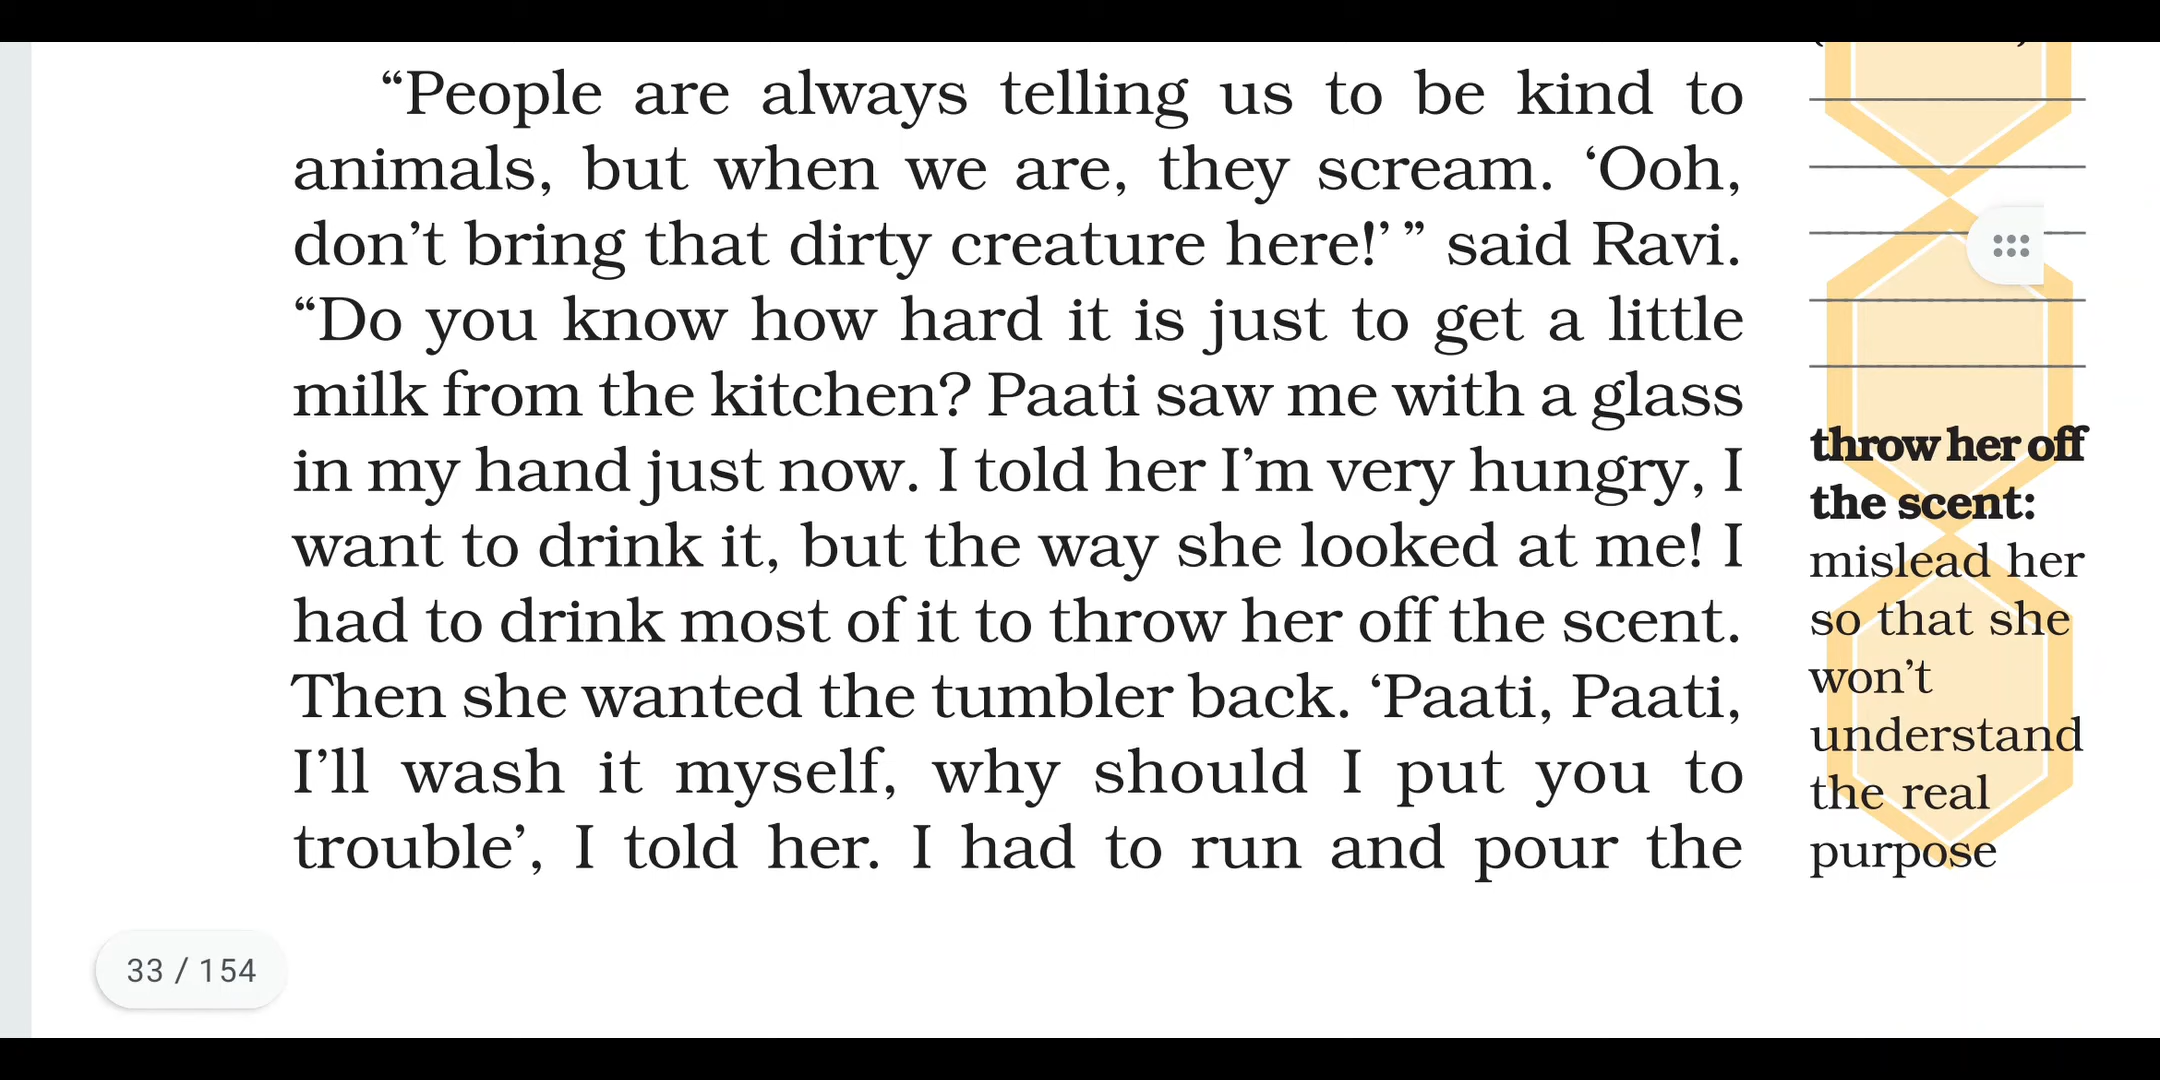 “People are always telling us to be kind to
animals, but when we are, they scream. ‘Ooh,
don’t bring that dirty creature here!’ ” said Ravi.
“Do you know how hard it is just to get a little
milk from the kitchen? Paati saw me with a glass
in my hand just now. I told her I’m very hungry, I
want to drink it, but the way she looked at me! I
had to drink most of it to throw her off the scent.
Then she wanted the tumbler back. ‘Paati, Paati,
I’ll wash it myself, why should I put you to
trouble’, I told her. I had to run and pour the
throw her off
the scent:
mislead her
so that she
won’t
understand
the real
purpose
33 / 154